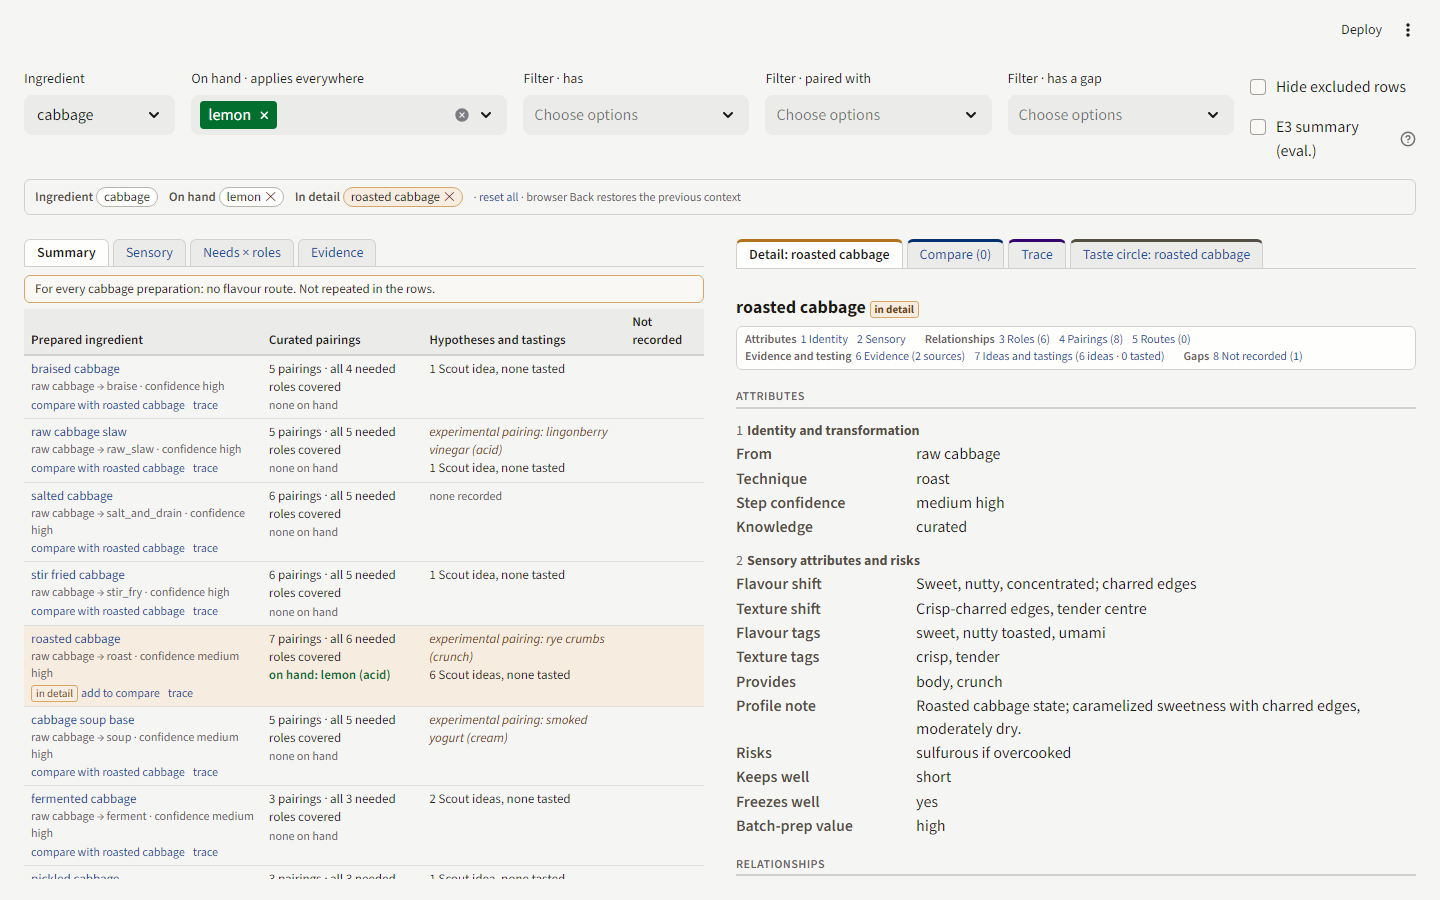 Deploy
Ingredient
On hand · applies everywhere
Filter · has
Filter · paired with
Filter · has a gap
cabbage
lemon ×
Choose options
Choose options
Choose options
Hide excluded rows
E3 summary
(eval.)
Ingredient cabbage On hand lemon × In detail roasted cabbage × · reset all · browser Back restores the previous context
Summary
Sensory
Needs × roles
Evidence
For every cabbage preparation: no flavour route. Not repeated in the rows.
Prepared ingredient
Curated pairings
Hypotheses and tastings
Not
recorded
braised cabbage
raw cabbage → braise · confidence high
compare with roasted cabbage trace
5 pairings · all 4 needed
roles covered
none on hand
1 Scout idea, none tasted
raw cabbage slaw
raw cabbage → raw_slaw · confidence high
compare with roasted cabbage trace
5 pairings · all 5 needed
roles covered
none on hand
experimental pairing: lingonberry
vinegar (acid)
1 Scout idea, none tasted
salted cabbage
raw cabbage → salt_and_drain · confidence
high
compare with roasted cabbage trace
6 pairings · all 5 needed
roles covered
none on hand
none recorded
stir fried cabbage
raw cabbage → stir_fry · confidence high
compare with roasted cabbage trace
6 pairings · all 5 needed
roles covered
none on hand
1 Scout idea, none tasted
roasted cabbage
raw cabbage → roast · confidence medium
high
in detail add to compare trace
7 pairings · all 6 needed
roles covered
on hand: lemon (acid)
experimental pairing: rye crumbs
(crunch)
6 Scout ideas, none tasted
cabbage soup base
raw cabbage → soup · confidence medium
high
compare with roasted cabbage trace
5 pairings · all 5 needed
roles covered
none on hand
experimental pairing: smoked
yogurt (cream)
fermented cabbage
raw cabbage → ferment · confidence medium
high
compare with roasted cabbage trace
3 pairings · all 3 needed
roles covered
none on hand
2 Scout ideas, none tasted
pickled cabbage
3 pairings · all 3 needed
1 Scout idea, none tasted
Detail: roasted cabbage
Compare (0)
Trace
Taste circle: roasted cabbage
roasted cabbage in detail
Attributes 1 Identity 2 Sensory Relationships 3 Roles (6) 4 Pairings (8) 5 Routes (0)
Evidence and testing 6 Evidence (2 sources) 7 Ideas and tastings (6 ideas · 0 tasted) Gaps 8 Not recorded (1)
ATTRIBUTES
1 Identity and transformation
From raw cabbage
Technique roast
Step confidence medium high
Knowledge curated
2 Sensory attributes and risks
Flavour shift Sweet, nutty, concentrated; charred edges
Texture shift Crisp-charred edges, tender centre
Flavour tags sweet, nutty toasted, umami
Texture tags crisp, tender
Provides body, crunch
Profile note Roasted cabbage state; caramelized sweetness with charred edges,
moderately dry.
Risks sulfurous if overcooked
Keeps well short
Freezes well yes
Batch-prep value high
RELATIONSHIPS